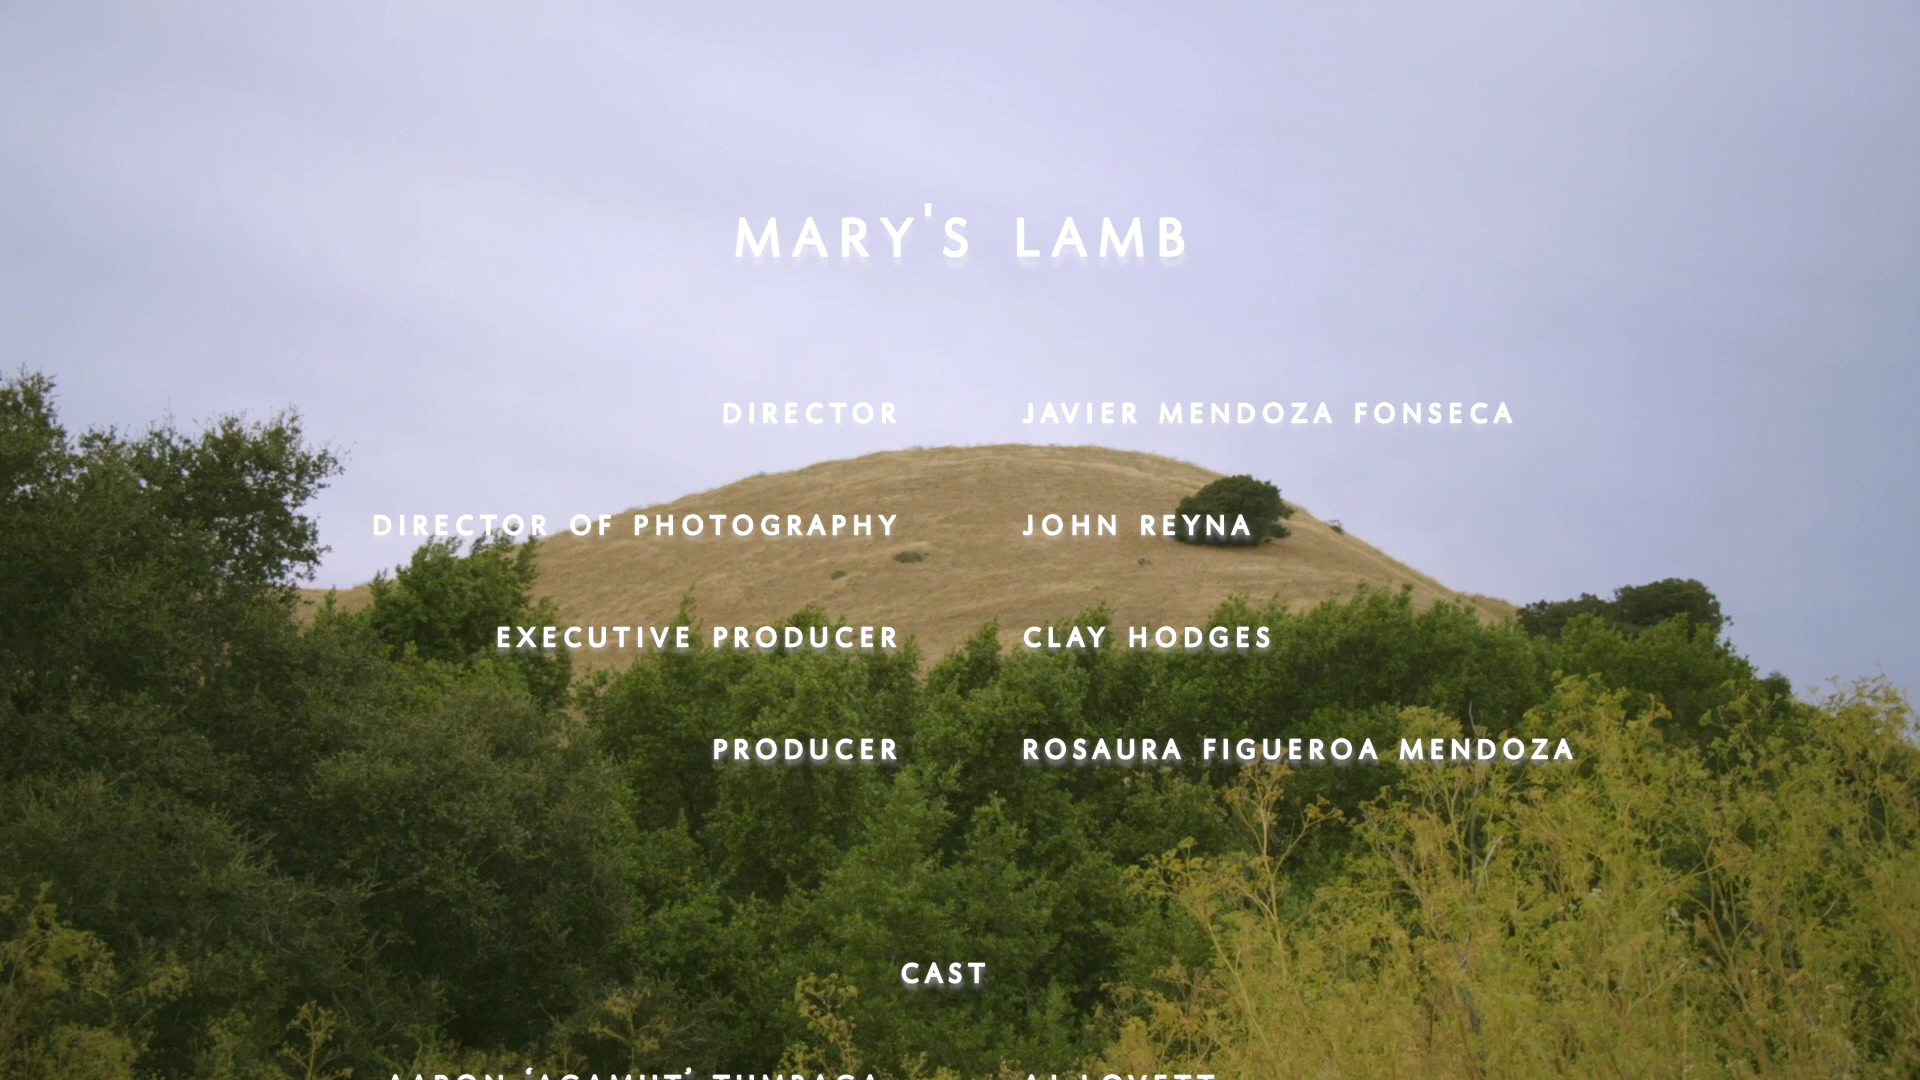 MARY'S LAMB
DIRECTOR JAVIER MENDOZA FONSECA
DIRECTOR OF PHOTOGRAPHY JOHN REYNA
EXECUTIVE PRODUCER CLAY HODGES
PRODUCER ROSAURA FIGUEROA MENDOZA
CAST
AARON